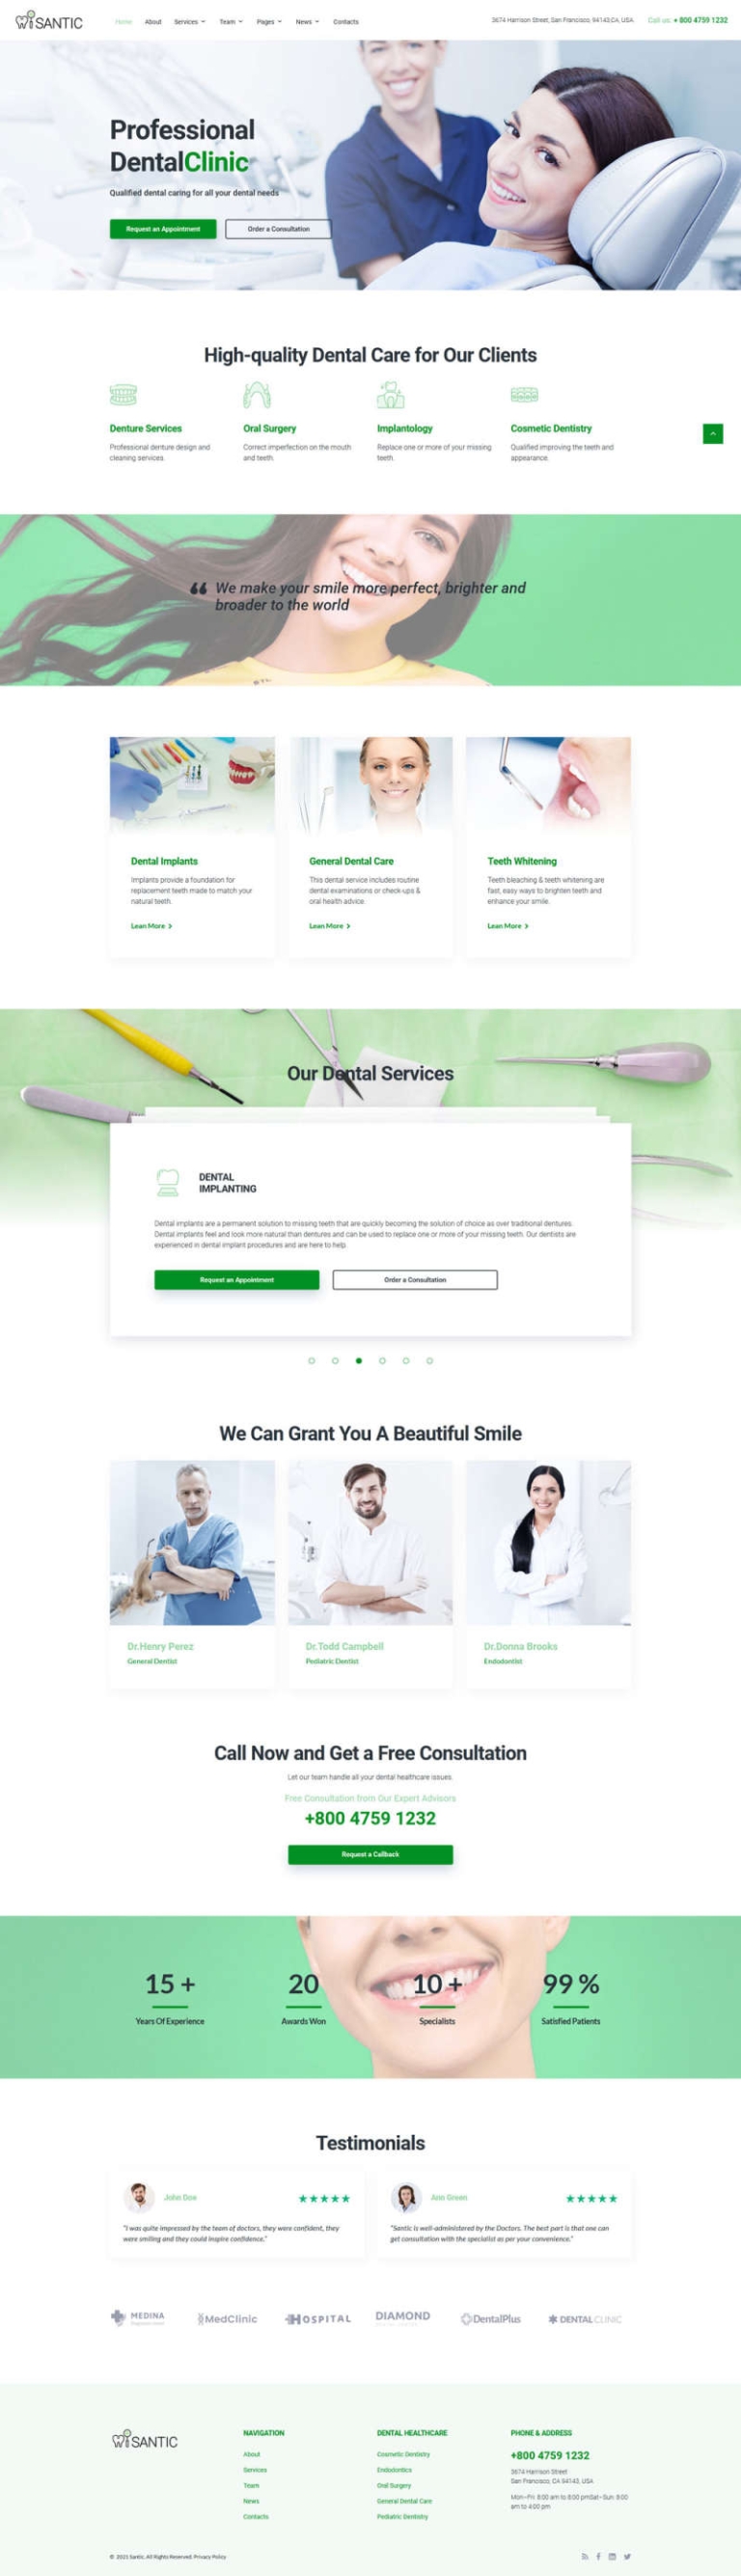 SANTIC
Home About Services Team Pages News Contacts
3674 Harrison Street, San Francisco, 94143,CA, USA Call us: + 800 4759 1232
Professional
DentalClinic
Qualified dental caring for all your dental needs
Request an Appointment Order a Consultation
High-quality Dental Care for Our Clients
Denture Services
Professional denture design and
cleaning services.
Oral Surgery
Correct imperfection on the mouth
and teeth.
Implantology
Replace one or more of your missing
teeth.
Cosmetic Dentistry
Qualified improving the teeth and
appearance.
We make your smile more perfect, brighter and
broader to the world
Dental Implants
Implants provide a foundation for
replacement teeth made to match your
natural teeth.
Lean More
General Dental Care
This dental service includes routine
dental examinations or check-ups &
oral health advice.
Lean More
Teeth Whitening
Teeth bleaching & teeth whitening are
fast, easy ways to brighten teeth and
enhance your smile.
Lean More
Our Dental Services
DENTAL
IMPLANTING
Dental implants are a permanent solution to missing teeth that are quickly becoming the solution of choice as over traditional dentures.
Dental implants feel and look more natural than dentures and can be used to replace one or more of your missing teeth. Our dentists are
experienced in dental implant procedures and are here to help.
Request an Appointment Order a Consultation
We Can Grant You A Beautiful Smile
Dr.Henry Perez
General Dentist
Dr.Todd Campbell
Pediatric Dentist
Dr.Donna Brooks
Endodontist
Call Now and Get a Free Consultation
Let our team handle all your dental healthcare issues.
Free Consultation from Our Expert Advisors
+800 4759 1232
Request a Callback
15 + 20 10 + 99 %
Years Of Experience Awards Won Specialists Satisfied Patients
Testimonials
John Doe
"I was quite impressed by the team of doctors, they were confident, they
were smiling and they could inspire confidence."
Ann Green
"Santic is well-administered by the Doctors. The best part is that one can
get consultation with the specialist as per your convenience."
MEDINA MedClinic HOSPITAL DIAMOND DentalPlus DENTALCLINIC
SANTIC
NAVIGATION
About
Services
Team
News
Contacts
DENTAL HEALTHCARE
Cosmetic Dentistry
Endodontics
Oral Surgery
General Dental Care
Pediatric Dentistry
PHONE & ADDRESS
+800 4759 1232
3674 Harrison Street
San Francisco, CA 94143, USA
Mon–Fri: 8:00 am to 8:00 pmSat–Sun: 9:00
am to 4:00 pm
© 2021 Santic. All Rights Reserved. Privacy Policy